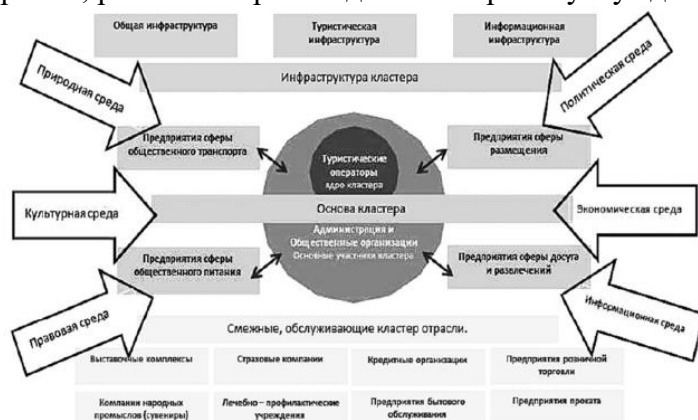 Общая инфраструктура
Туристическая
инфраструктура
Информационная
инфраструктура
Инфраструктура кластера
Природная среда
Политическая среда
Предприятия сферы
общественного транспорта
Туристические
операторы
ядро кластера
Предприятия сферы
размещения
Культурная среда
Основа кластера
Экономическая среда
Администрация и
Общественные организации
Основные участники кластера
Предприятия сферы
общественного питания
Предприятия сферы досуга
и развлечений
Правовая среда
Информационная среда
Смежные, обслуживающие кластер отрасли.
Выставочные комплексы
Страховые компании
Кредитные организации
Предприятия розничной
торговли
Компании народных
промыслов (сувениры)
Лечебно – профилактические
учреждения
Предприятия бытового
обслуживания
Предприятия проката